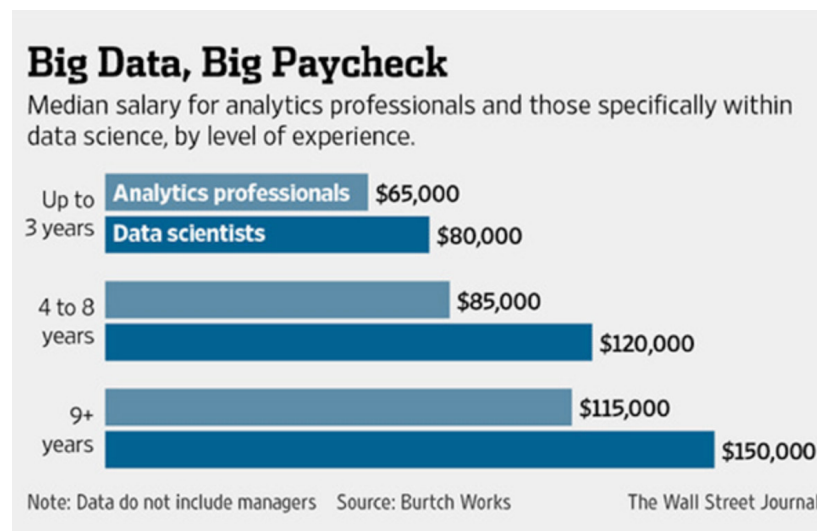 Big Data, Big Paycheck
Median salary for analytics professionals and those specifically within
data science, by level of experience.
Up to
3 years
Analytics professionals $65,000
Data scientists $80,000
4 to 8
years
$85,000
$120,000
9+
years
$115,000
$150,000
Note: Data do not include managers Source: Burtch Works The Wall Street Journal